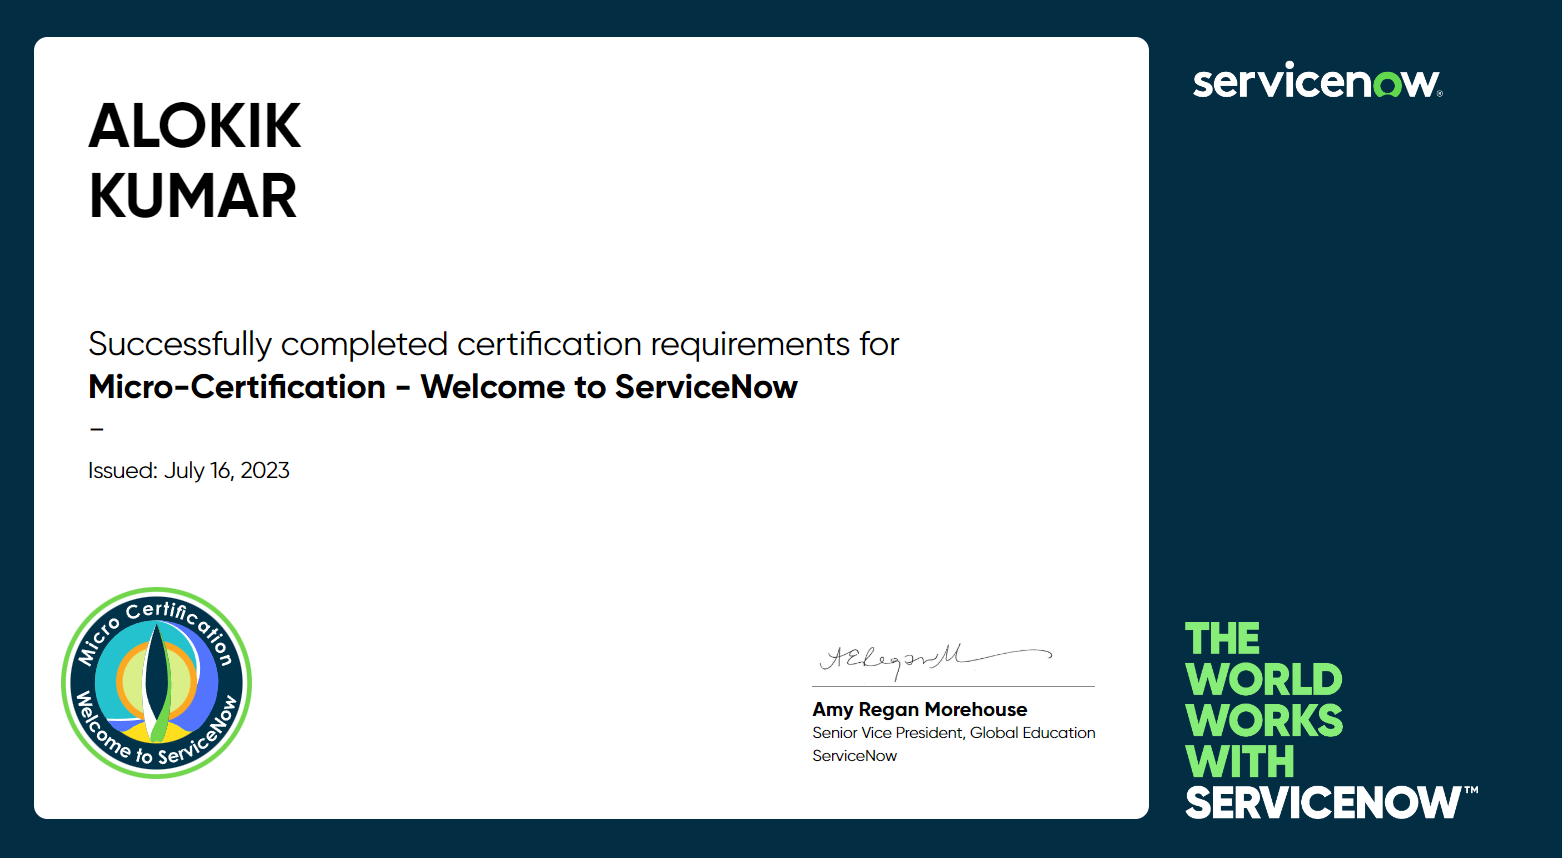 ALOKIK
KUMAR
Successfully completed certification requirements for
Micro-Certification - Welcome to ServiceNow
–
Issued: July 16, 2023
Micro Certification
Welcome to ServiceNow
Amy Regan Morehouse
Senior Vice President, Global Education
ServiceNow
servicenow®
THE
WORLD
WORKS
WITH
SERVICENOW™